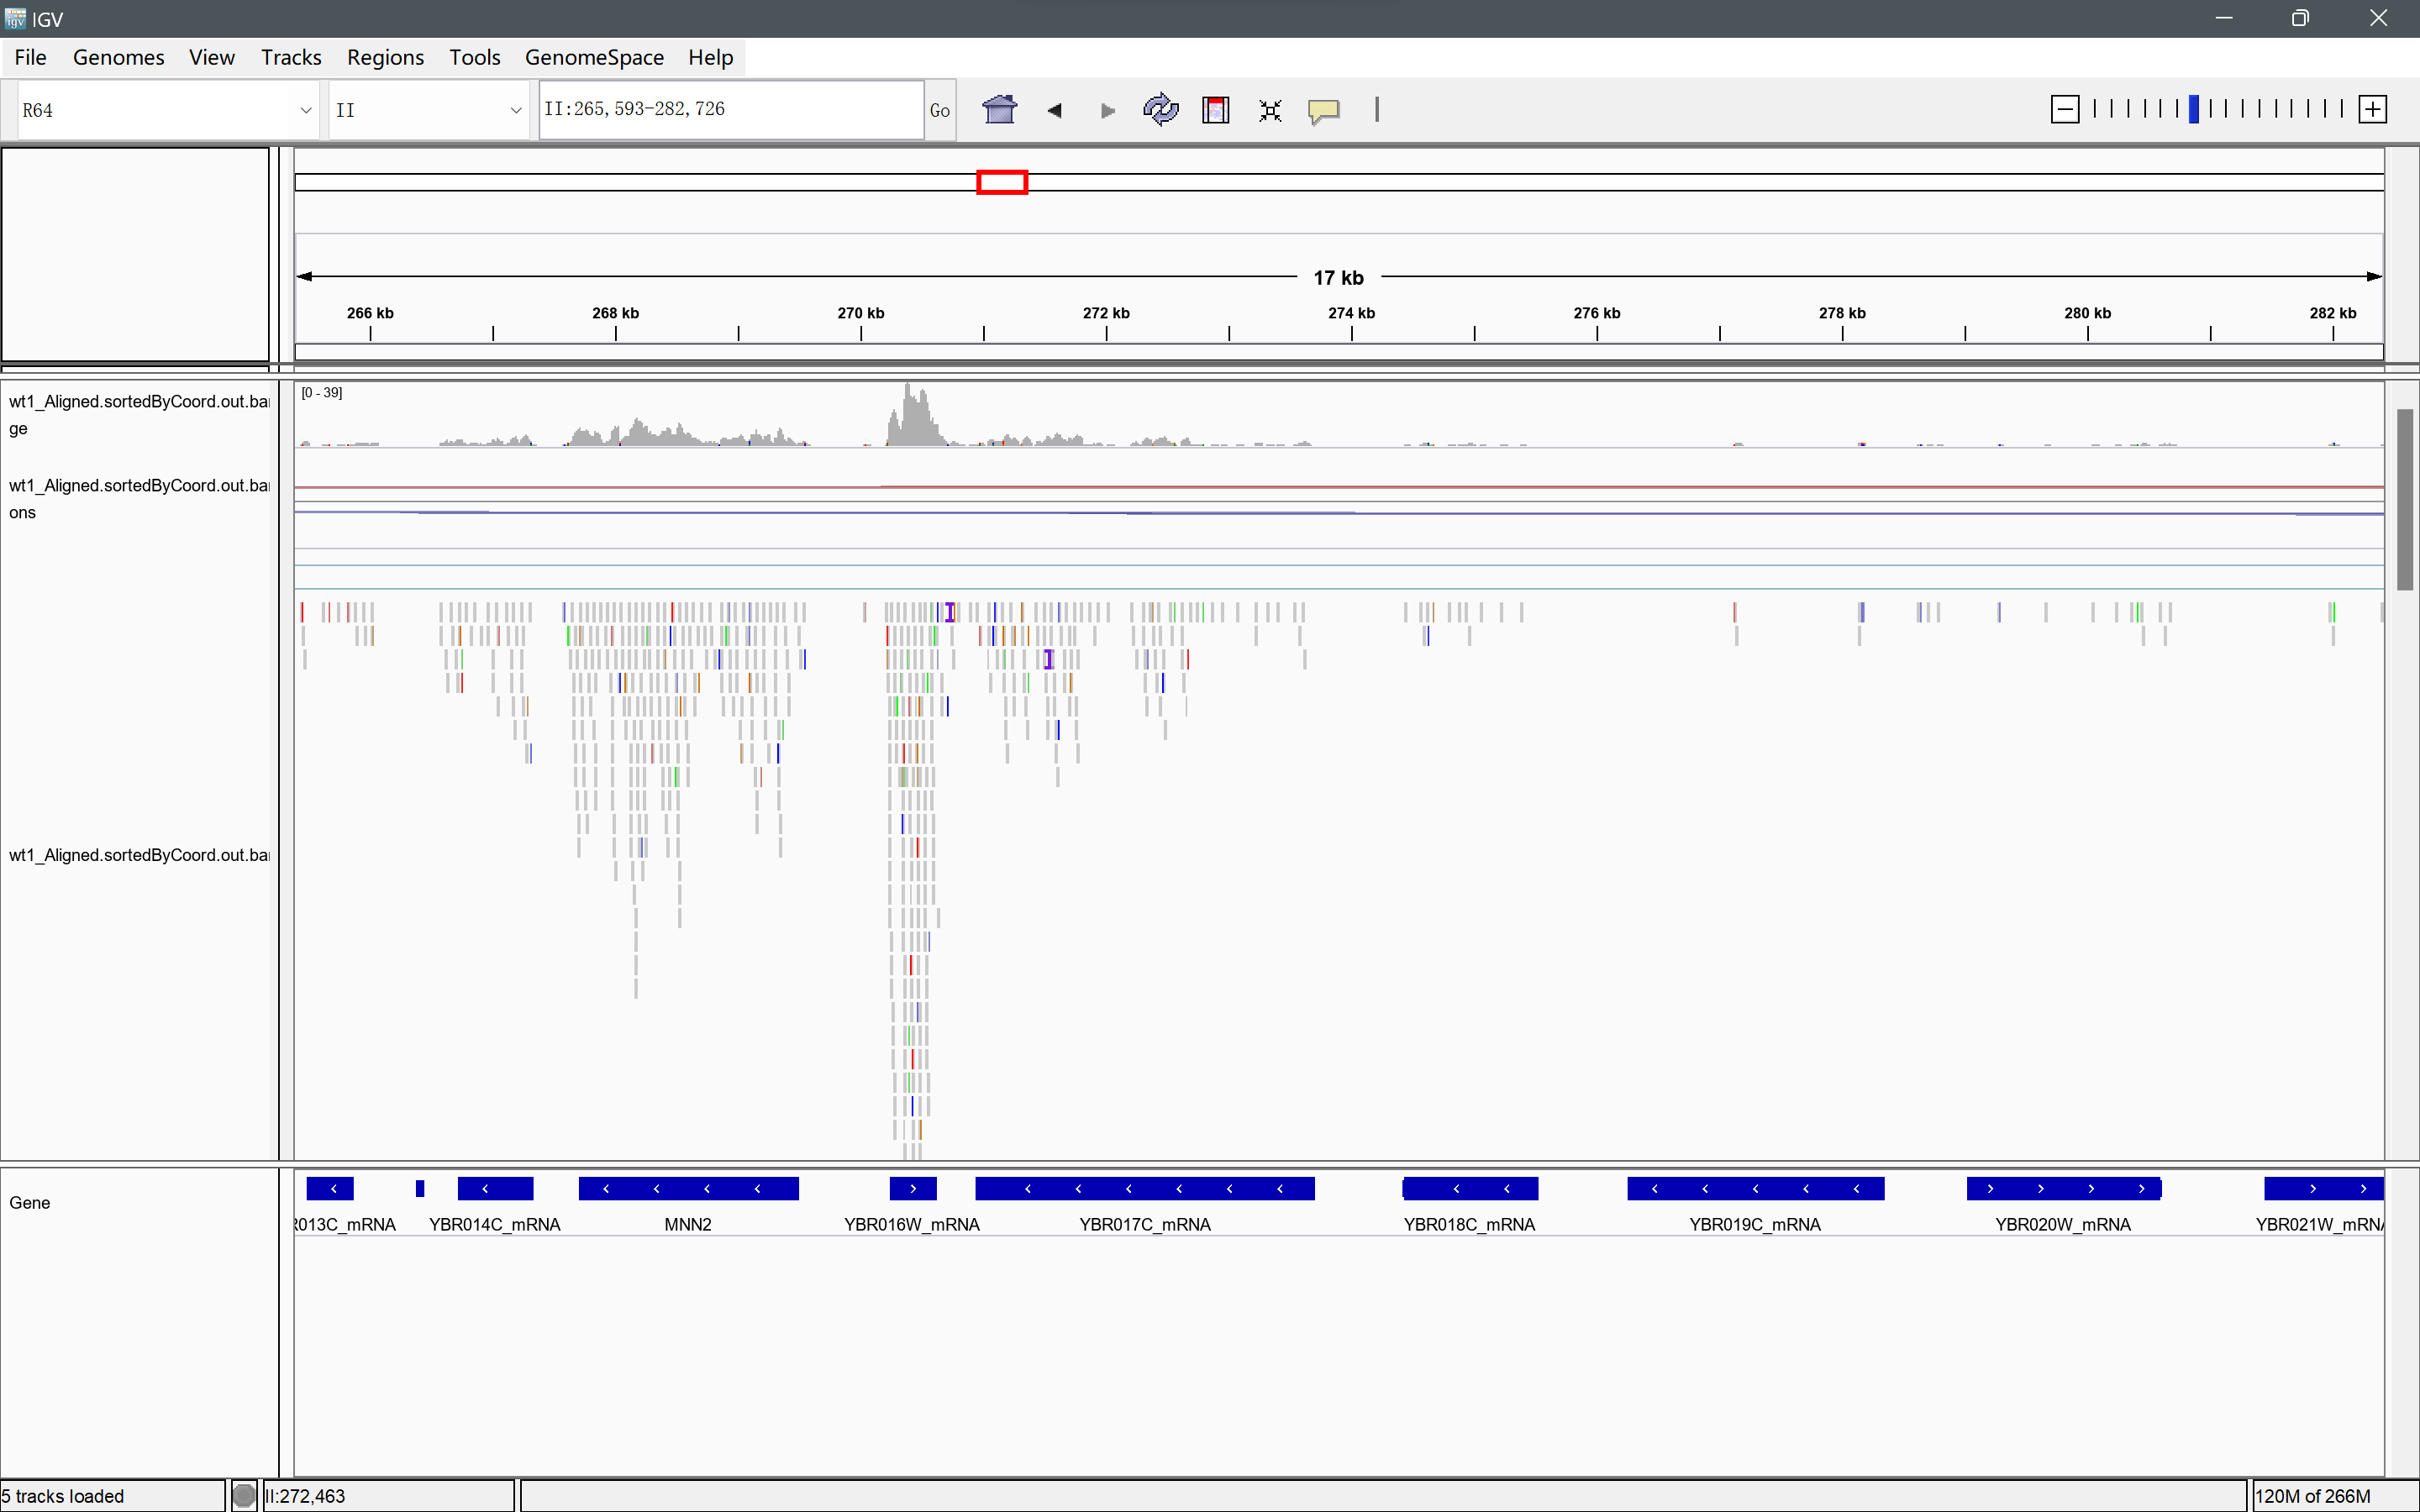 IGV
File Genomes View Tracks Regions Tools GenomeSpace Help
R64 II II:265,593-282,726 Go
17 kb
266 kb 268 kb 270 kb 272 kb 274 kb 276 kb 278 kb 280 kb 282 kb
[0 - 39]
wt1_Aligned.sortedByCoord.out.ba
ge
wt1_Aligned.sortedByCoord.out.ba
ons
wt1_Aligned.sortedByCoord.out.ba
Gene
R013C_mRNA YBR014C_mRNA MNN2 YBR016W_mRNA YBR017C_mRNA YBR018C_mRNA YBR019C_mRNA YBR020W_mRNA YBR021W_mRN
5 tracks loaded II:272,463 120M of 266M